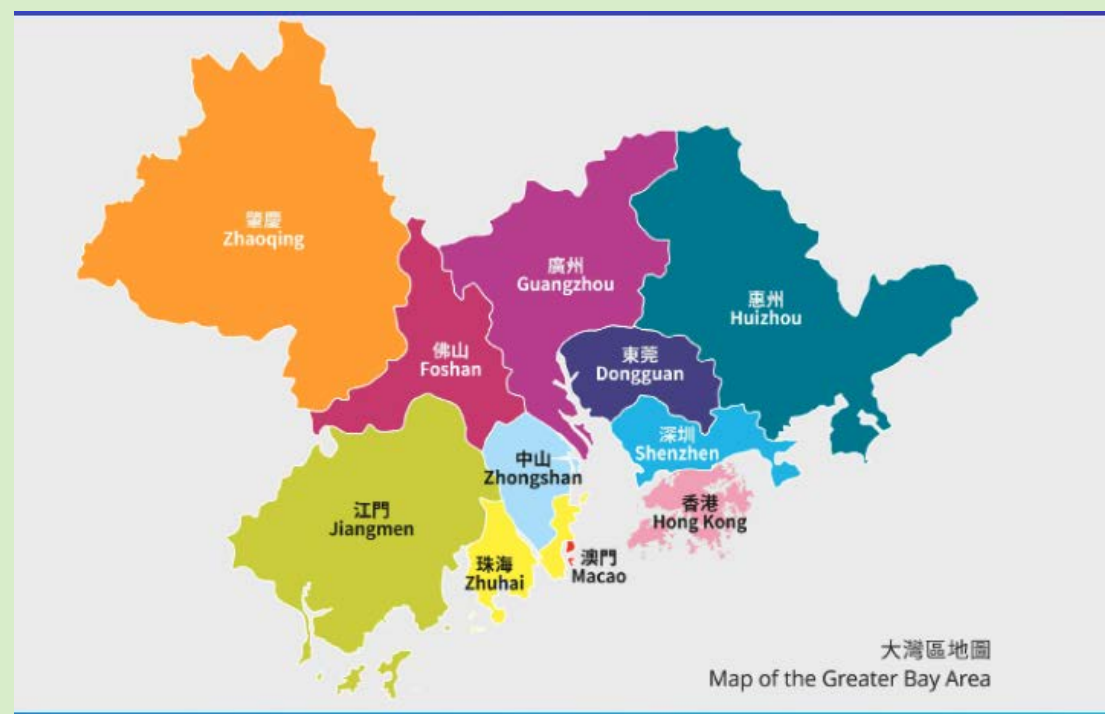 肇慶
Zhaoqing
廣州
Guangzhou
惠州
Huizhou
佛山
Foshan
東莞
Dongguan
深圳
Shenzhen
中山
Zhongshan
香港
Hong Kong
江門
Jiangmen
珠海
Zhuhai
澳門
Macao
大灣區地圖
Map of the Greater Bay Area